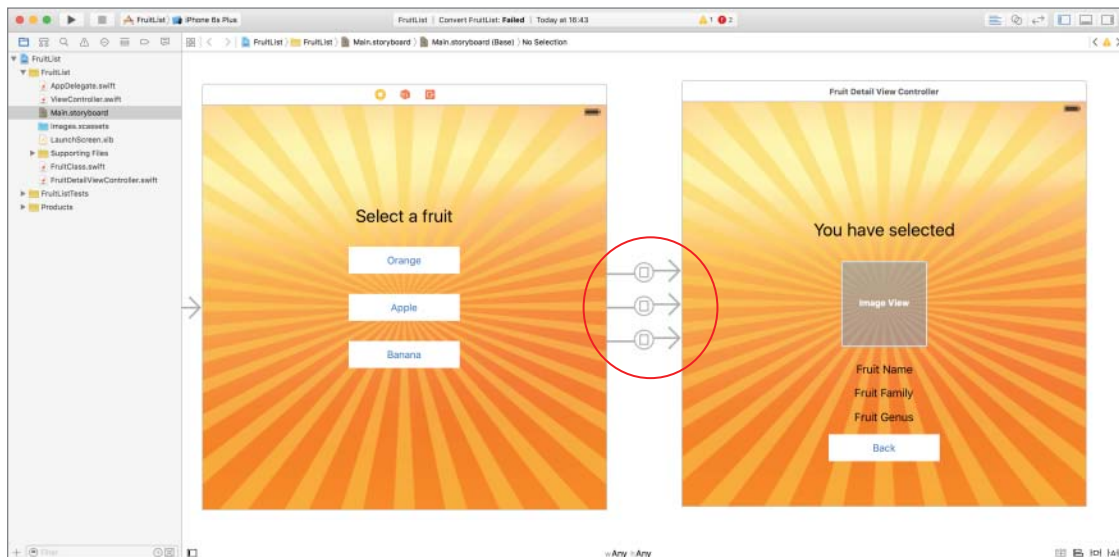 FruitList iPhone 6s Plus
FruitList | Convert FruitList: Failed | Today at 16:43
1 2
FruitList FruitList Main.storyboard Main.storyboard (Base) No Selection
FruitList
FruitList
AppDelegate.swift
ViewController.swift
Main.storyboard
Images.xcassets
LaunchScreen.xib
Supporting Files
FruitClass.swift
FruitDetailViewController.swift
FruitListTests
Products
Select a fruit
Orange
Apple
Banana
Fruit Detail View Controller
You have selected
Image View
Fruit Name
Fruit Family
Fruit Genus
Back
Filter
wAny hAny